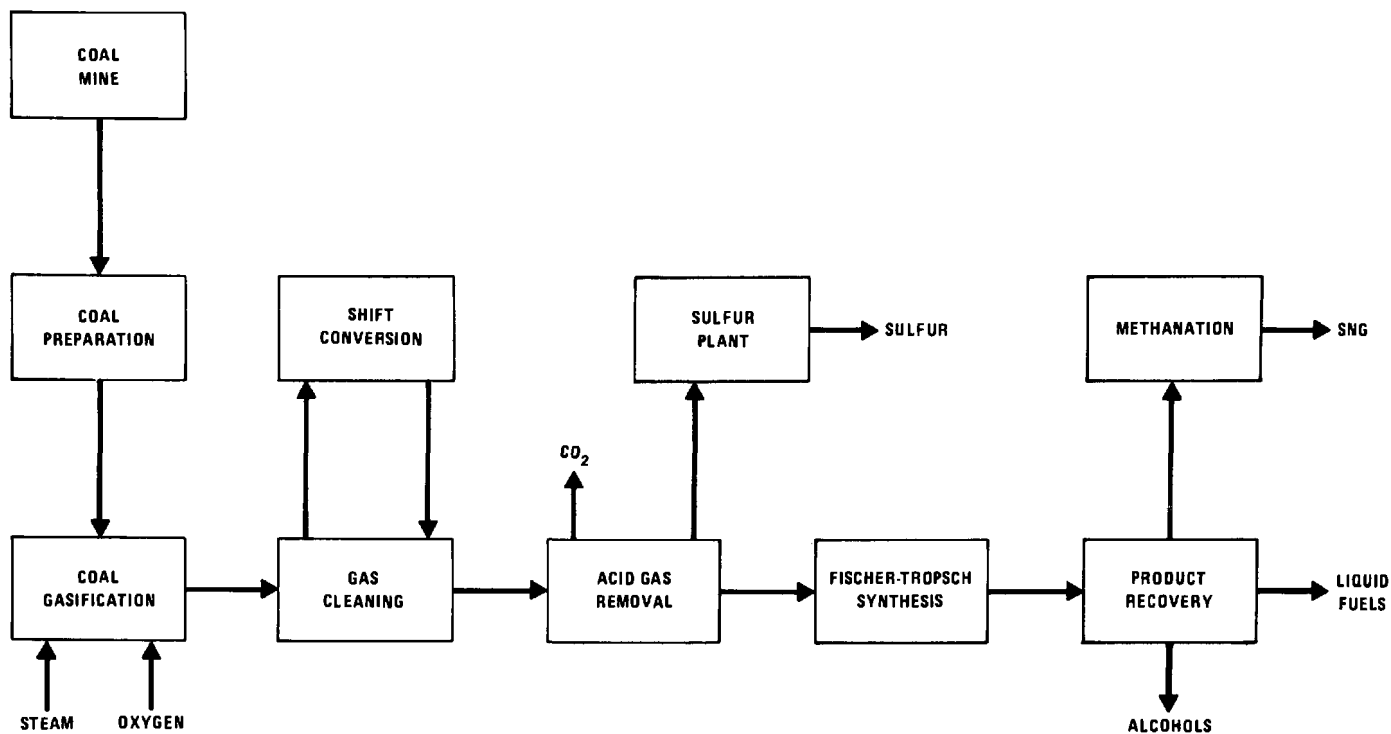 COAL
MINE
COAL
PREPARATION
SHIFT
CONVERSION
SULFUR
PLANT
SULFUR
METHANATION
SNG
CO₂
COAL
GASIFICATION
GAS
CLEANING
ACID GAS
REMOVAL
FISCHER-TROPSCH
SYNTHESIS
PRODUCT
RECOVERY
LIQUID
FUELS
STEAM
OXYGEN
ALCOHOLS